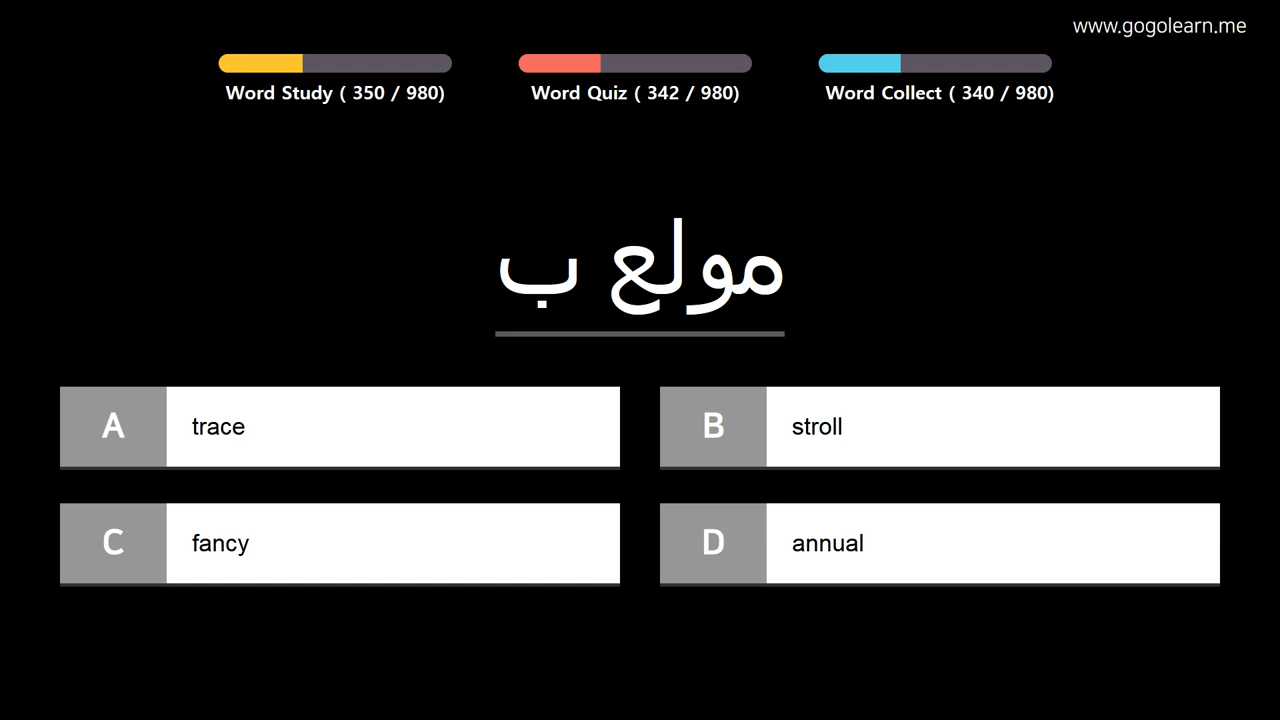 www.gogolearn.me
Word Study ( 350 / 980)
Word Quiz ( 342 / 980)
Word Collect ( 340 / 980)
مولع ب
A trace
B stroll
C fancy
D annual